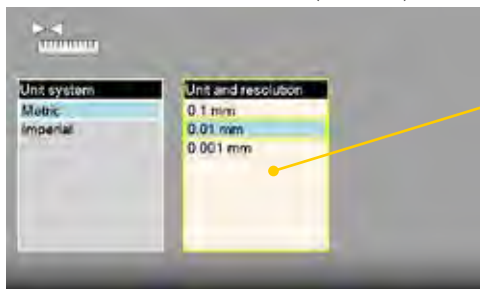 Unit system
Metric
Imperial
Unit and resolution
0.1 mm
0.01 mm
0.001 mm